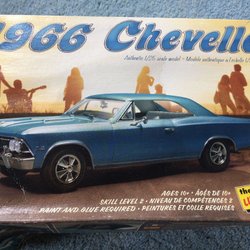 1966 Chevelle
Authentic 1/25 scale model • Modèle authentique à l'échelle 1/25
AGES 10+ • ÂGÉS DE 10+
SKILL LEVEL 2 • NIVEAU DE COMPÉTENCES 2
PAINT AND GLUE REQUIRED • PEINTURES ET COLLE REQUISES
the